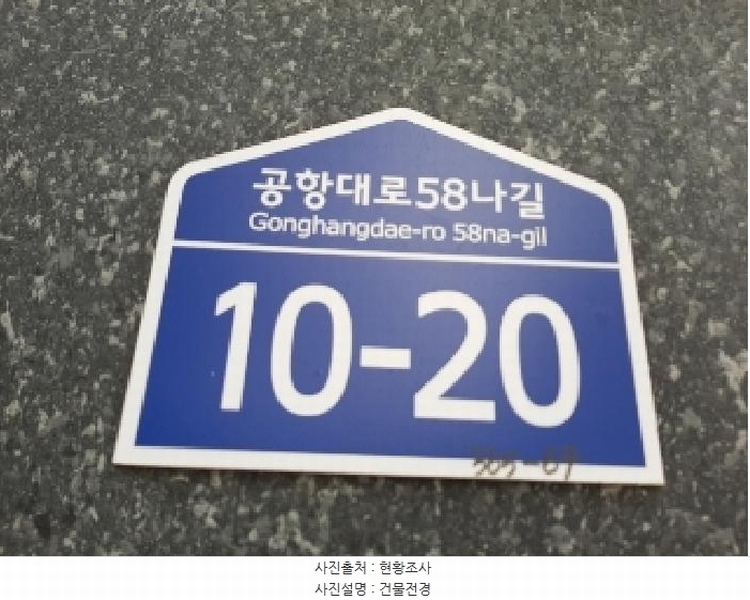 공항대로58나길
Gonghangdae-ro 58na-gil
10-20
사진출처 : 현황조사
사진설명 : 건물전경